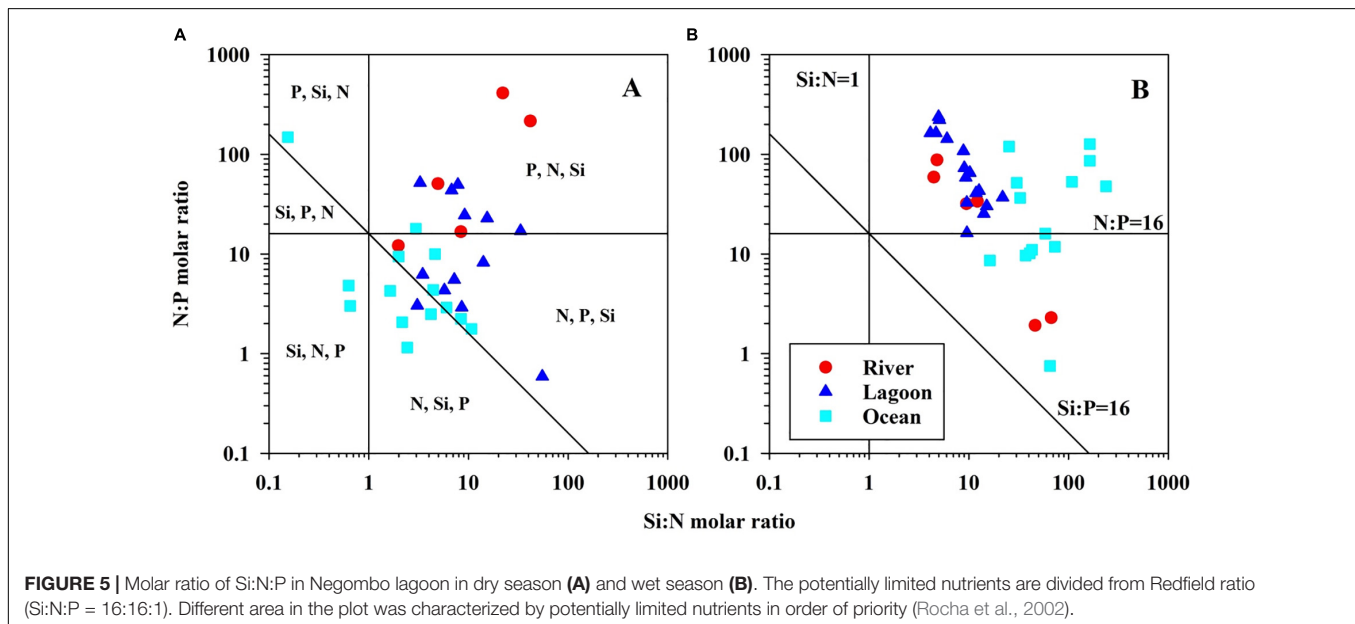 A
B
1000
100
10
1
0.1
0.1
1
10
100
1000
N:P molar ratio
P, Si, N
A
P, N, Si
Si, P, N
N, P, Si
Si, N, P
N, Si, P
1000
100
10
1
0.1
0.1
1
10
100
1000
Si:N=1
B
N:P=16
River
Lagoon
Ocean
Si:P=16
Si:N molar ratio
FIGURE 5 | Molar ratio of Si:N:P in Negombo lagoon in dry season (A) and wet season (B). The potentially limited nutrients are divided from Redfield ratio
(Si:N:P = 16:16:1). Different area in the plot was characterized by potentially limited nutrients in order of priority (Rocha et al., 2002).